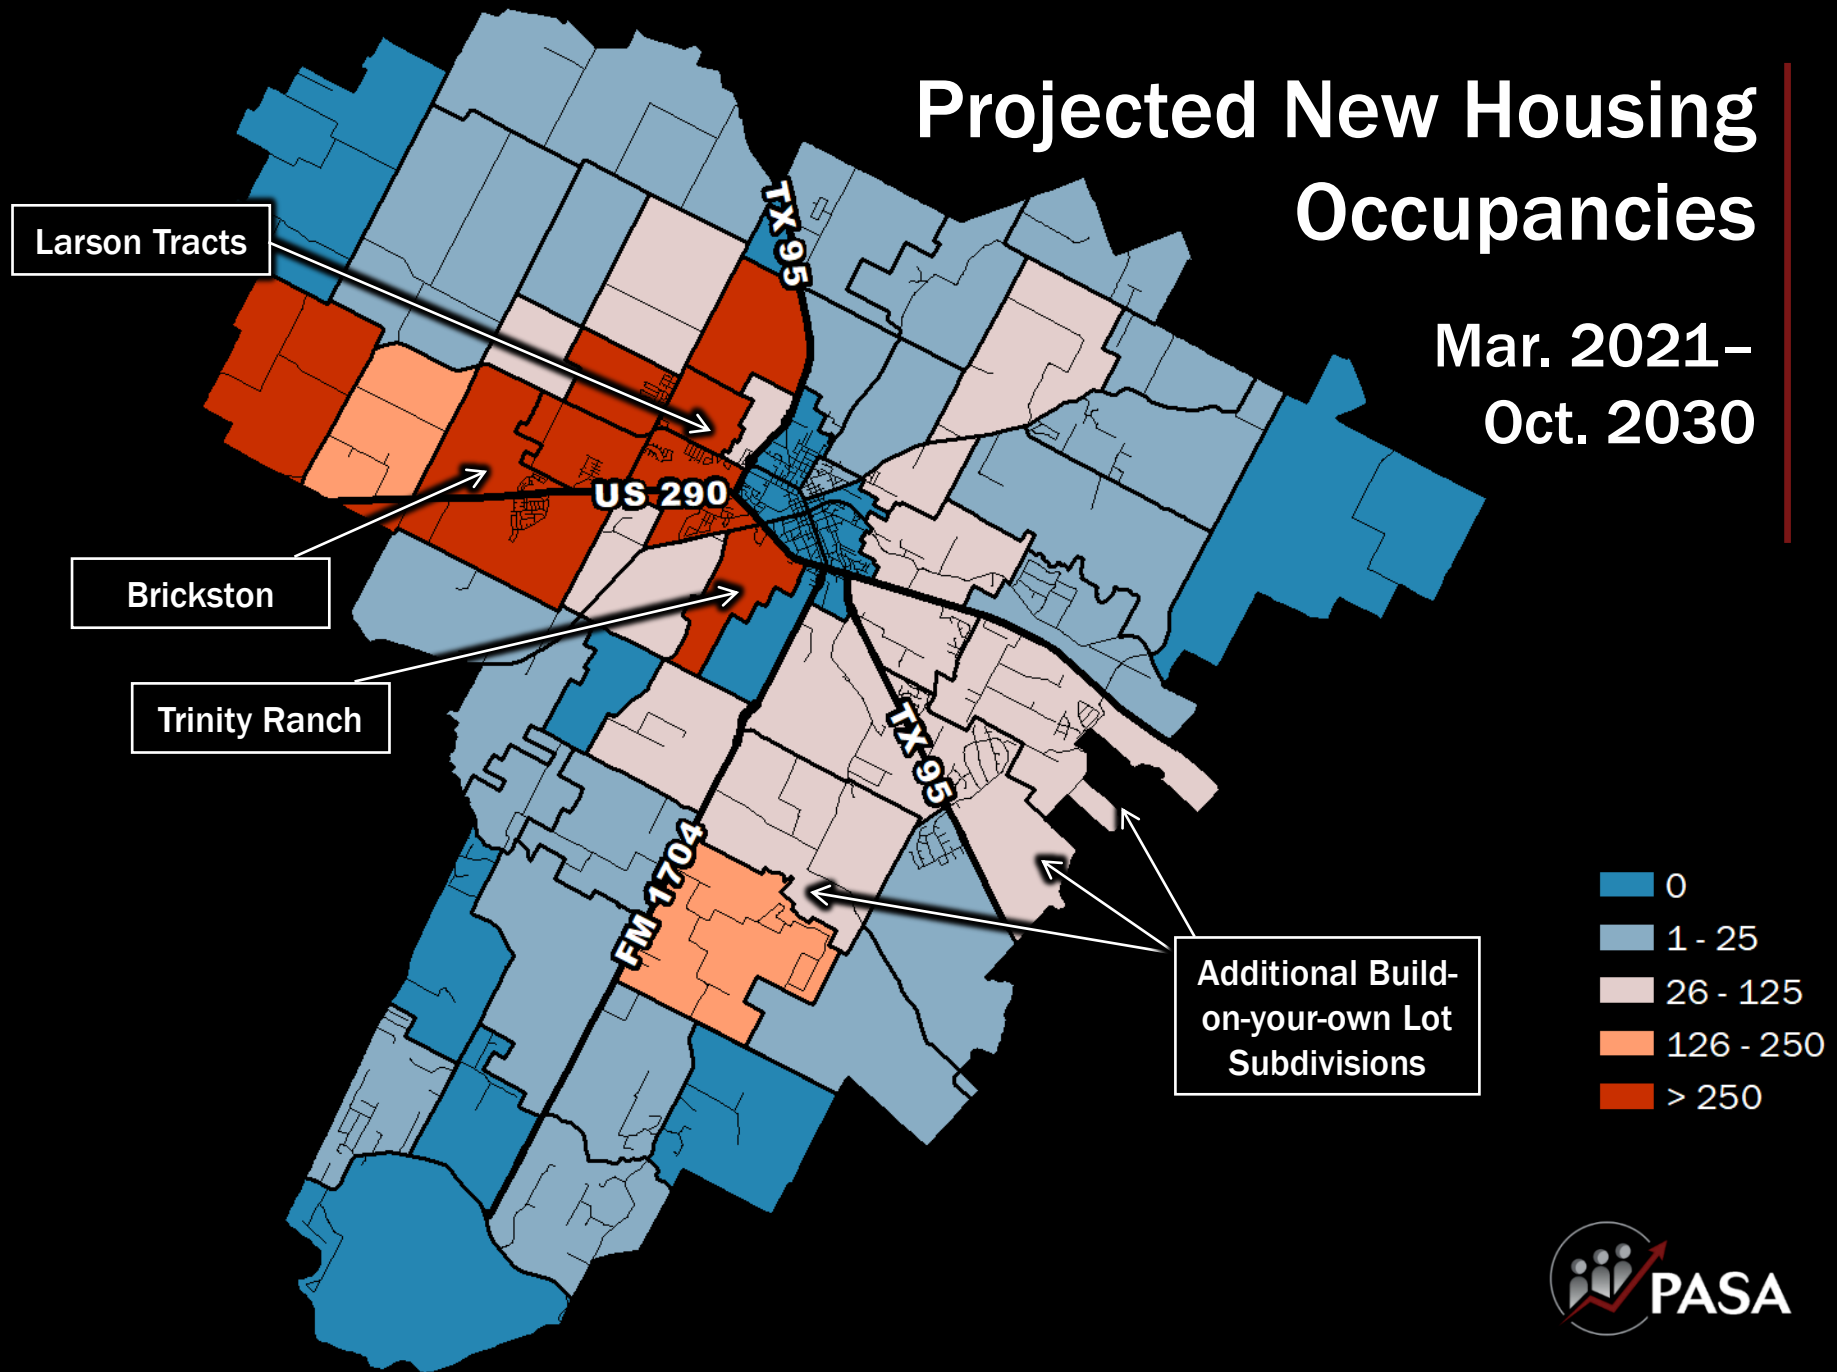 Projected New Housing
Occupancies
Mar. 2021–
Oct. 2030
TX 95
Larson Tracts
US 290
Brickston
Trinity Ranch
TX 95
FM 1704
Additional Build-
on-your-own Lot
Subdivisions
0
1 - 25
26 - 125
126 - 250
> 250
PASA